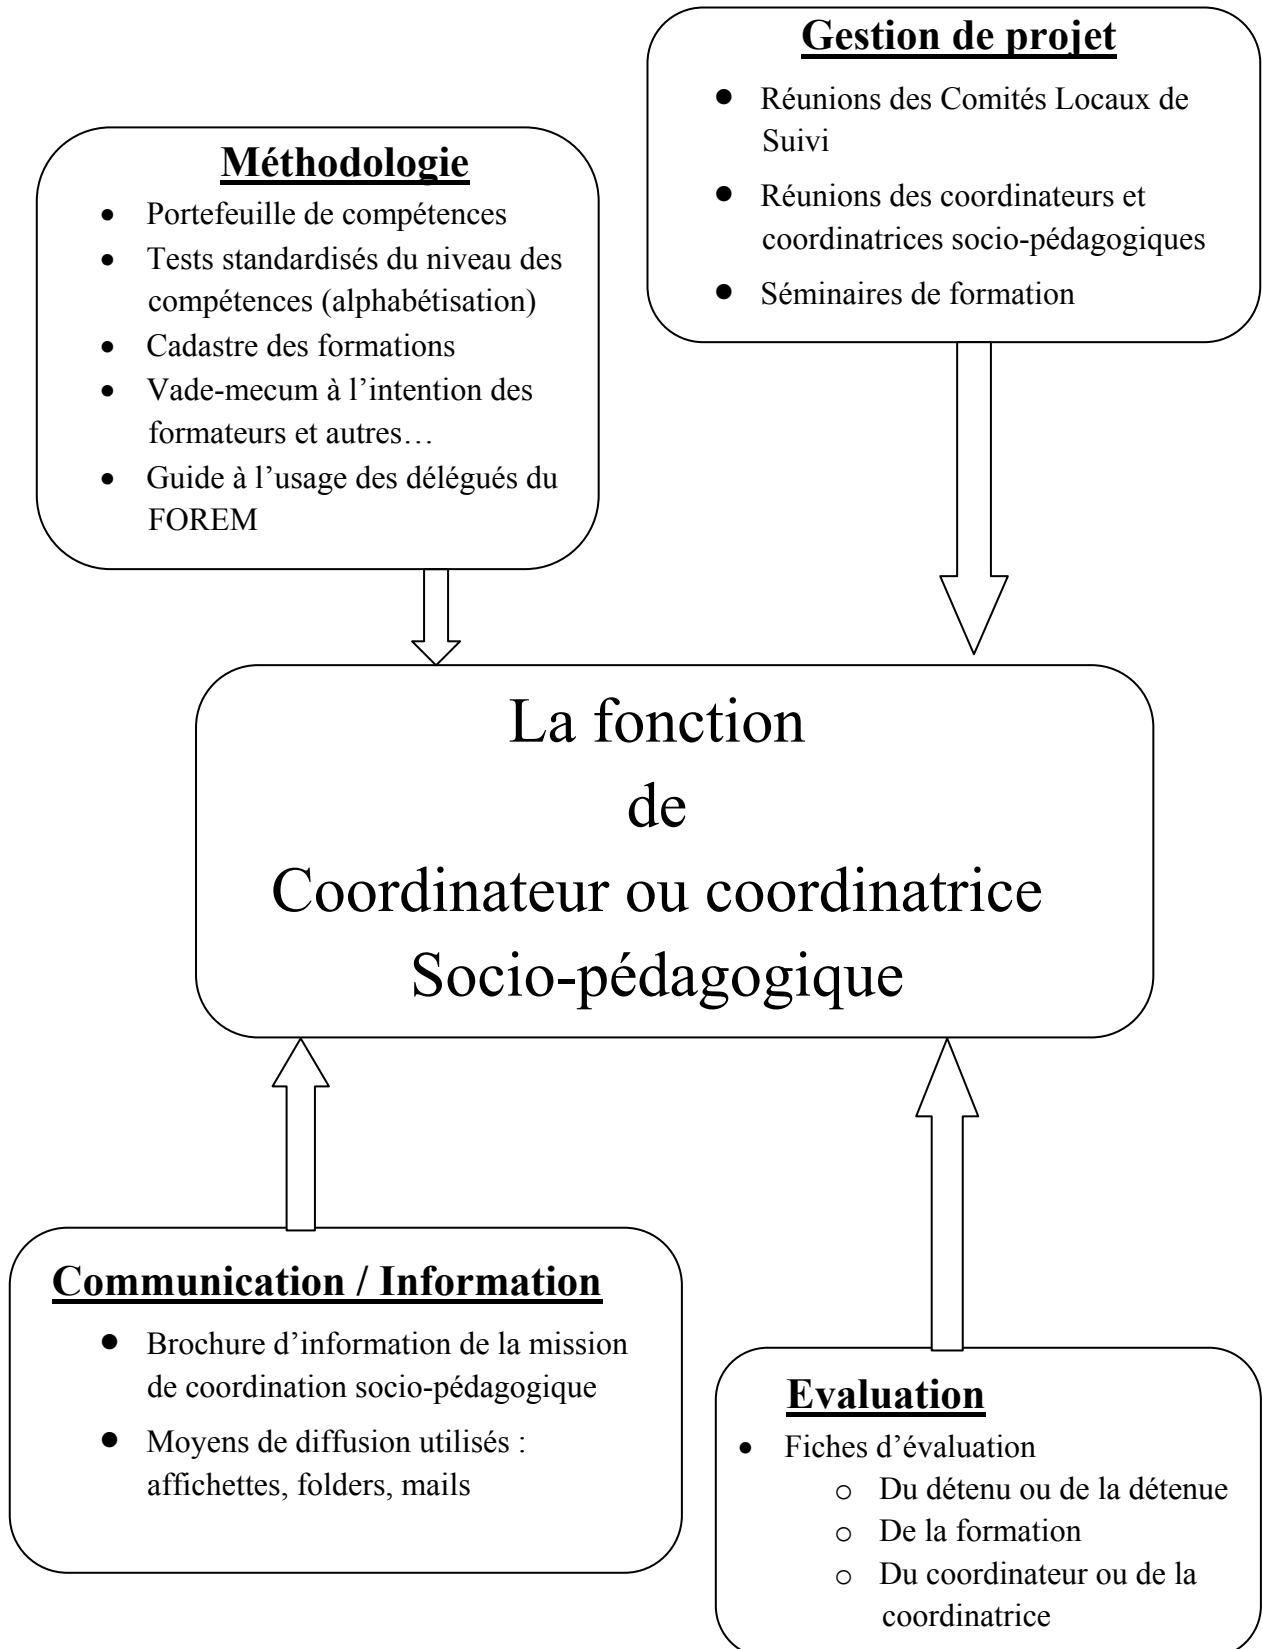 Gestion de projet
• Réunions des Comités Locaux de
Suivi
• Réunions des coordinateurs et
coordinatrices socio-pédagogiques
• Séminaires de formation
Méthodologie
• Portefeuille de compétences
• Tests standardisés du niveau des
compétences (alphabétisation)
• Cadastre des formations
• Vade-mecum à l’intention des
formateurs et autres…
• Guide à l’usage des délégués du
FOREM
La fonction
de
Coordinateur ou coordinatrice
Socio-pédagogique
Communication / Information
• Brochure d’information de la mission
de coordination socio-pédagogique
• Moyens de diffusion utilisés :
affichettes, folders, mails
Evaluation
• Fiches d’évaluation
o Du détenu ou de la détenue
o De la formation
o Du coordinateur ou de la
coordinatrice